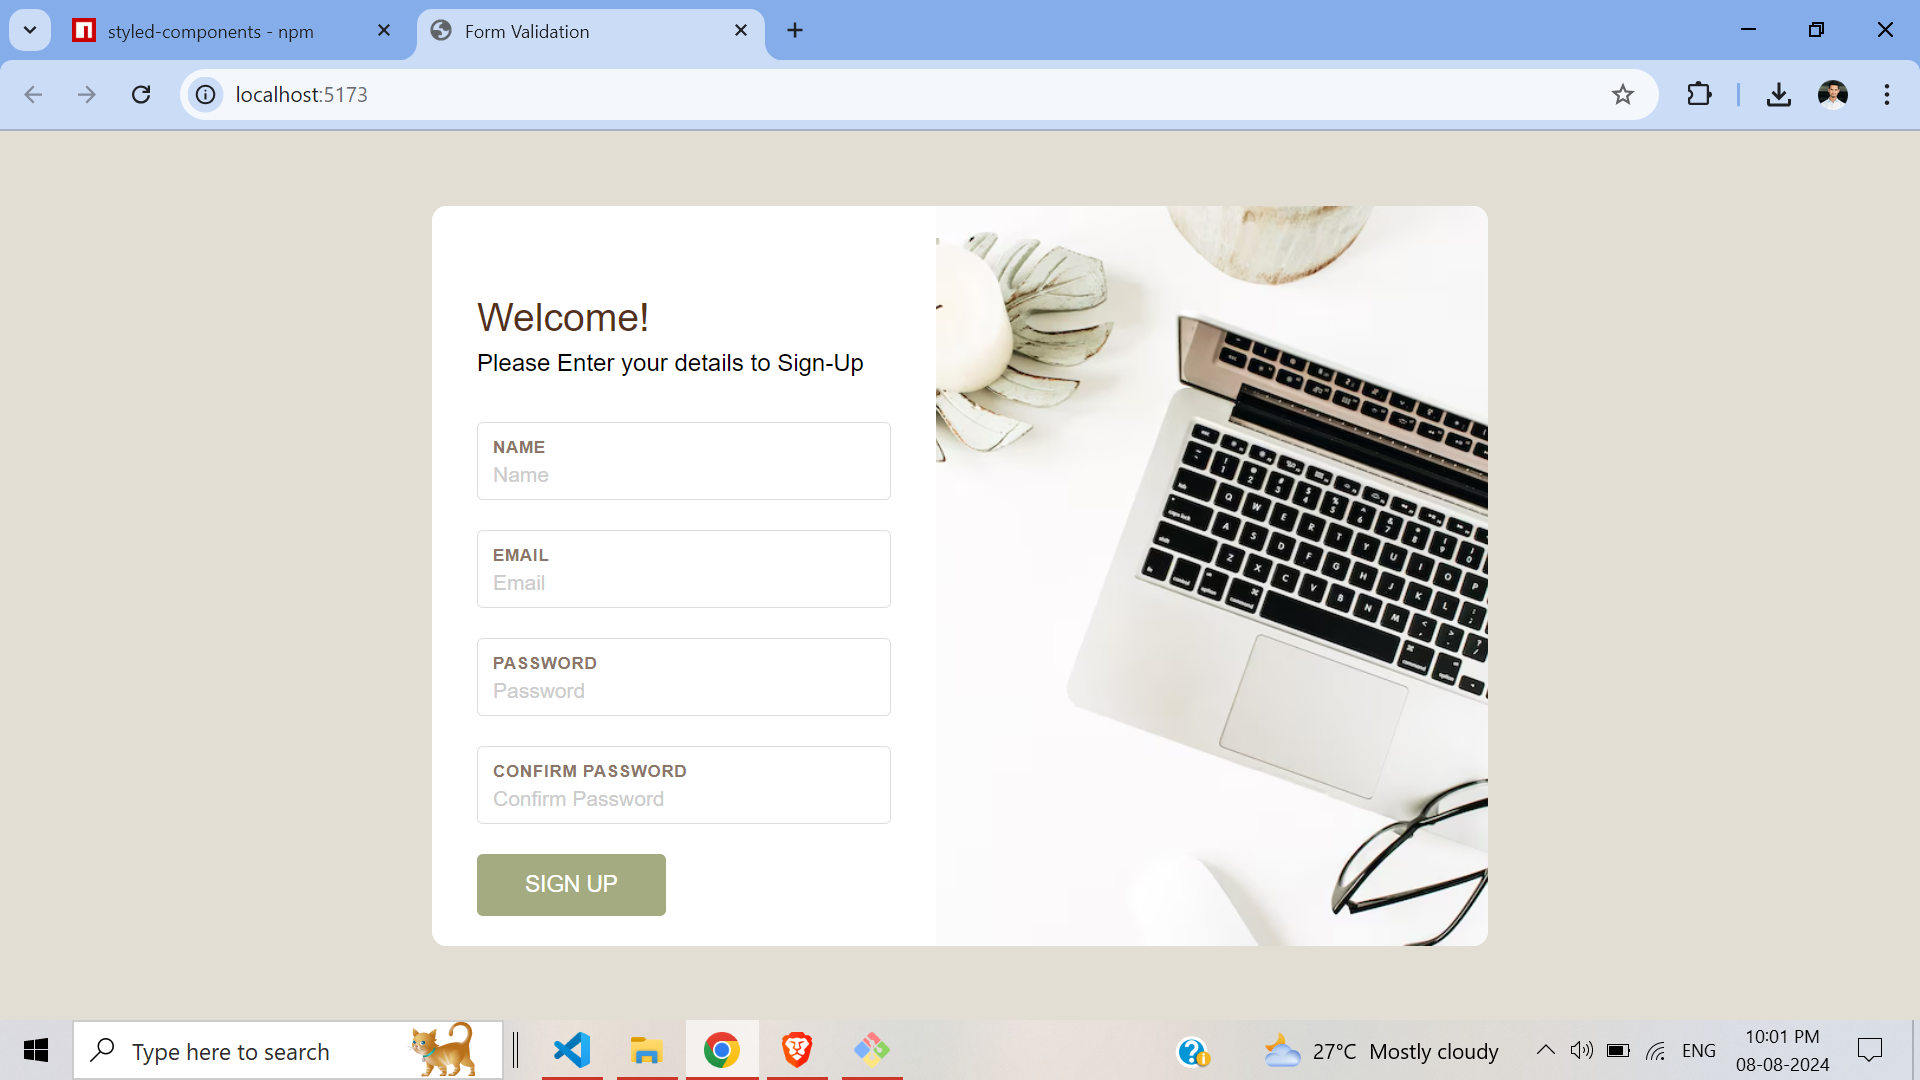 styled-components - npm
Form Validation
localhost:5173
Welcome!
Please Enter your details to Sign-Up
NAME
Name
EMAIL
Email
PASSWORD
Password
CONFIRM PASSWORD
Confirm Password
SIGN UP
Type here to search
27°C Mostly cloudy
ENG
10:01 PM
08-08-2024